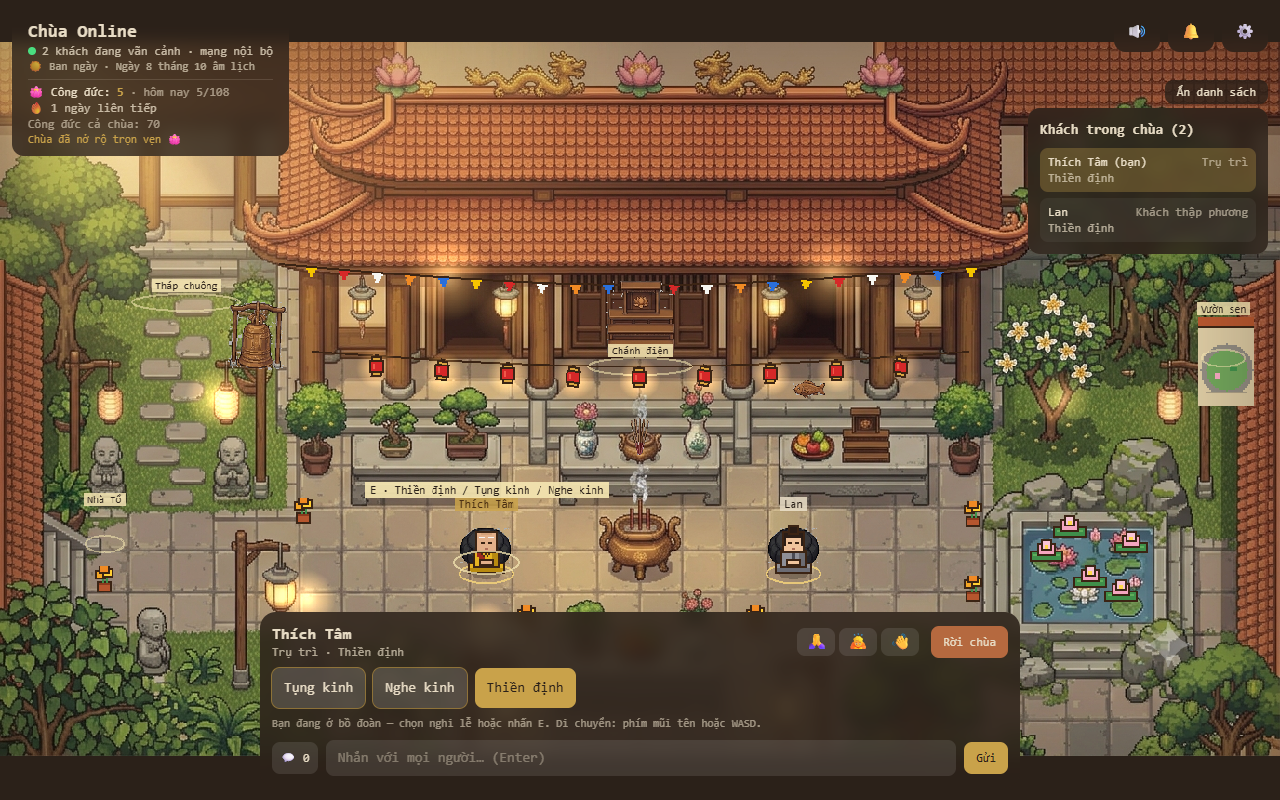 Chùa Online
2 khách đang vãn cảnh · mạng nội bộ
Ban ngày · Ngày 8 tháng 10 âm lịch
Công đức: 5 · hôm nay 5/108
1 ngày liên tiếp
Công đức cả chùa: 70
Chùa đã nở rộ trọn vẹn
Ẩn danh sách
Khách trong chùa (2)
Thích Tâm (bạn) Trụ trì
Thiền định
Lan Khách thập phương
Thiền định
Tháp chuông
Vườn sen
Chánh điện
Nhà Tổ
E · Thiền định / Tụng kinh / Nghe kinh
Thích Tâm
Lan
Thích Tâm
Trụ trì · Thiền định
Rời chùa
Tụng kinh Nghe kinh Thiền định
Bạn đang ở bồ đoàn — chọn nghi lễ hoặc nhấn E. Di chuyển: phím mũi tên hoặc WASD.
0 Nhắn với mọi người… (Enter) Gửi